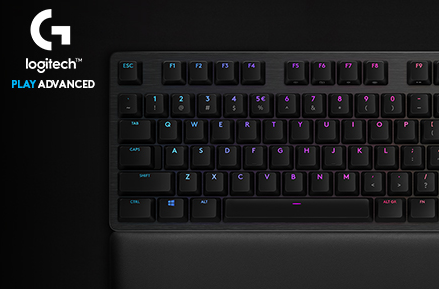 logitech™
PLAY ADVANCED
ESC F1 F2 F3 F4 F5 F6 F7 F8 F9
1 2 3 4 5€ 6 7 8 9 0
TAB Q W E R T Y U I O P
CAPS A S D F G H J K L
SHIFT Z X C V B N M
CTRL ALT ALT GR FN